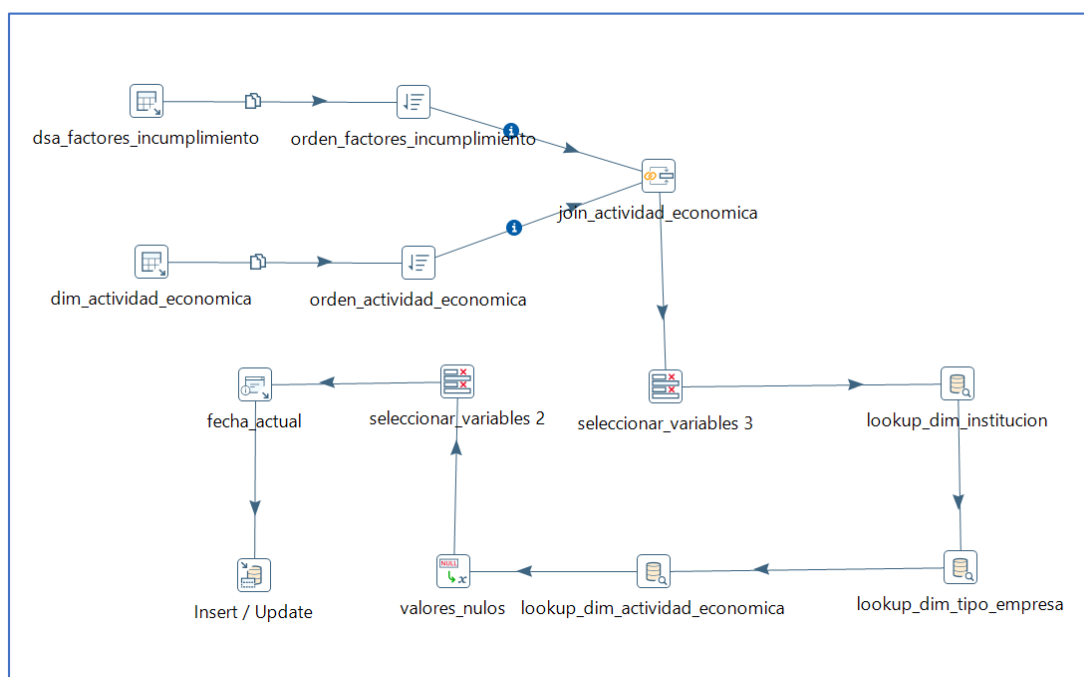 dsa_factores_incumplimiento
orden_factores_incumplimiento
join_actividad_economica
dim_actividad_economica
orden_actividad_economica
fecha_actual
seleccionar_variables 2
seleccionar_variables 3
lookup_dim_institucion
Insert / Update
NULL
valores_nulos
lookup_dim_actividad_economica
lookup_dim_tipo_empresa